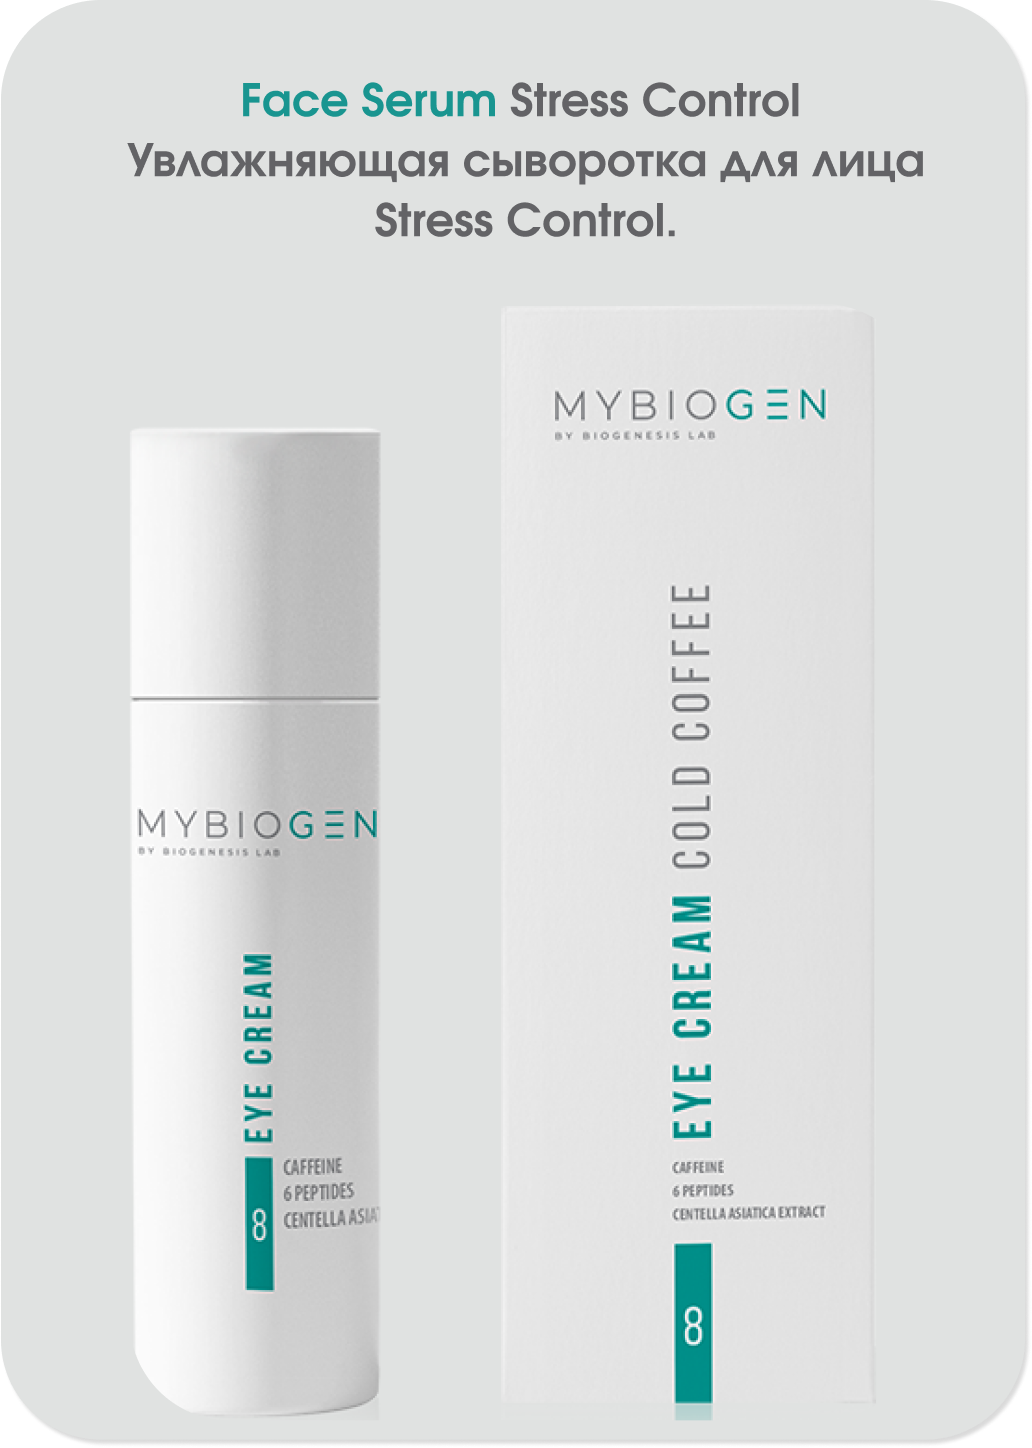 Face Serum Stress Control
Увлажняющая сыворотка для лица
Stress Control.
MYBIOGEN
BY BIOGENESIS LAB
EYE CREAM
CAFFEINE
6 PEPTIDES
CENTELLA ASIAT
8
MYBIOGEN
BY BIOGENESIS LAB
EYE CREAM COLD COFFEE
CAFFEINE
6 PEPTIDES
CENTELLA ASIATICA EXTRACT
8